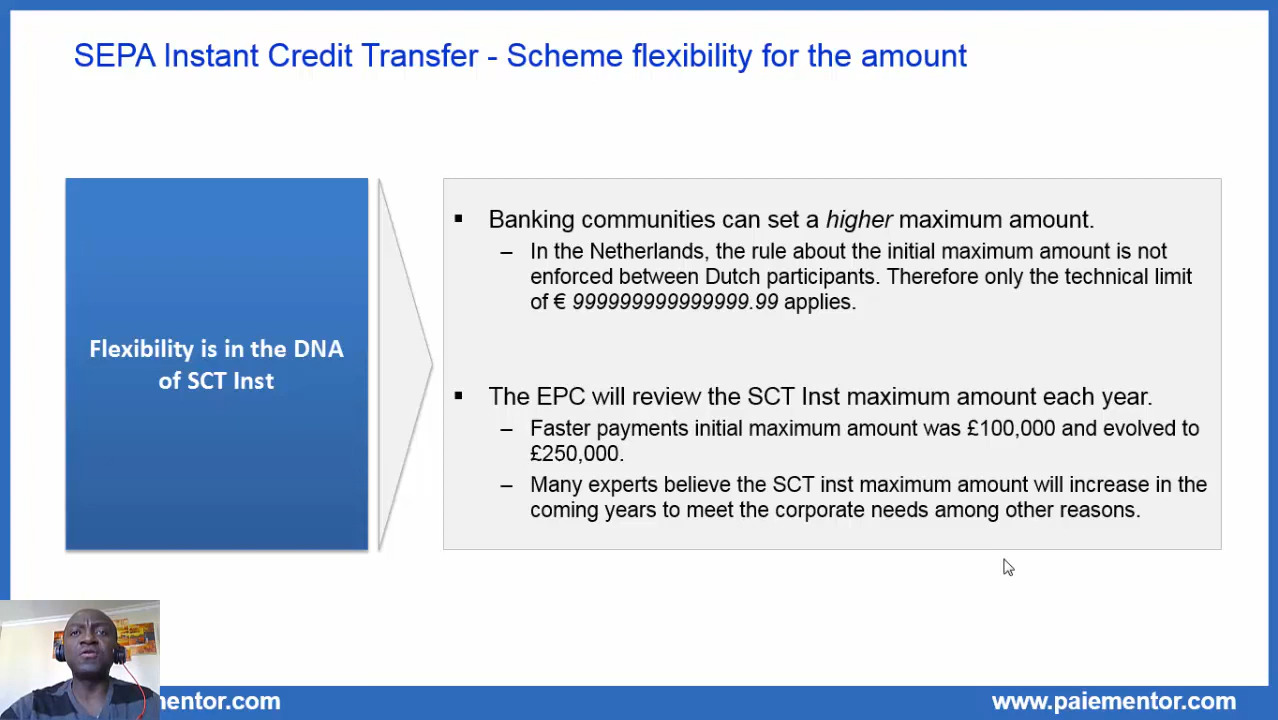 SEPA Instant Credit Transfer - Scheme flexibility for the amount
Flexibility is in the DNA
of SCT Inst
▪ Banking communities can set a higher maximum amount.
– In the Netherlands, the rule about the initial maximum amount is not
enforced between Dutch participants. Therefore only the technical limit
of € 999999999999999.99 applies.
▪ The EPC will review the SCT Inst maximum amount each year.
– Faster payments initial maximum amount was £100,000 and evolved to
£250,000.
– Many experts believe the SCT inst maximum amount will increase in the
coming years to meet the corporate needs among other reasons.
mentor.com
www.paiementor.com